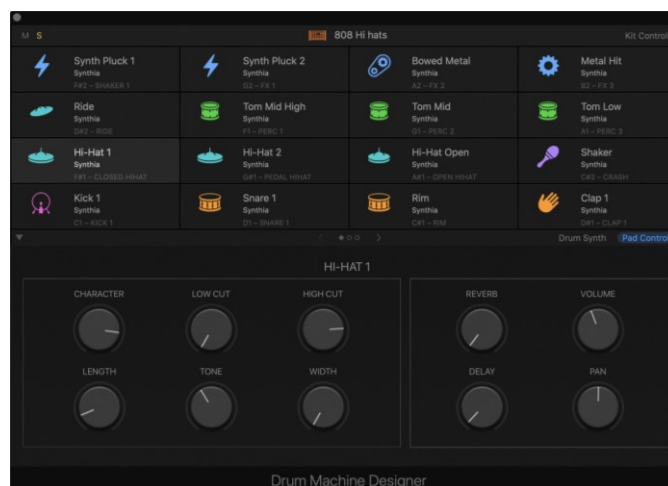 M S 808 Hi hats Kit Control
Synth Pluck 1
Synthia
F#2 – SHAKER 1
Synth Pluck 2
Synthia
G2 – FX 1
Bowed Metal
Synthia
A2 – FX 2
Metal Hit
Synthia
B2 – FX 3
Ride
Synthia
D#2 – RIDE
Tom Mid High
Synthia
F1 – PERC 1
Tom Mid
Synthia
G1 – PERC 2
Tom Low
Synthia
A1 – PERC 3
Hi-Hat 1
Synthia
F#1 – CLOSED HIHAT
Hi-Hat 2
Synthia
G#1 – PEDAL HIHAT
Hi-Hat Open
Synthia
A#1 – OPEN HIHAT
Shaker
Synthia
C#2 – CRASH
Kick 1
Synthia
C1 – KICK 1
Snare 1
Synthia
D1 – SNARE 1
Rim
Synthia
C#1 – RIM
Clap 1
Synthia
D#1 – CLAP 1
Drum Synth Pad Control
HI-HAT 1
CHARACTER LOW CUT HIGH CUT REVERB VOLUME
LENGTH TONE WIDTH DELAY PAN
Drum Machine Designer